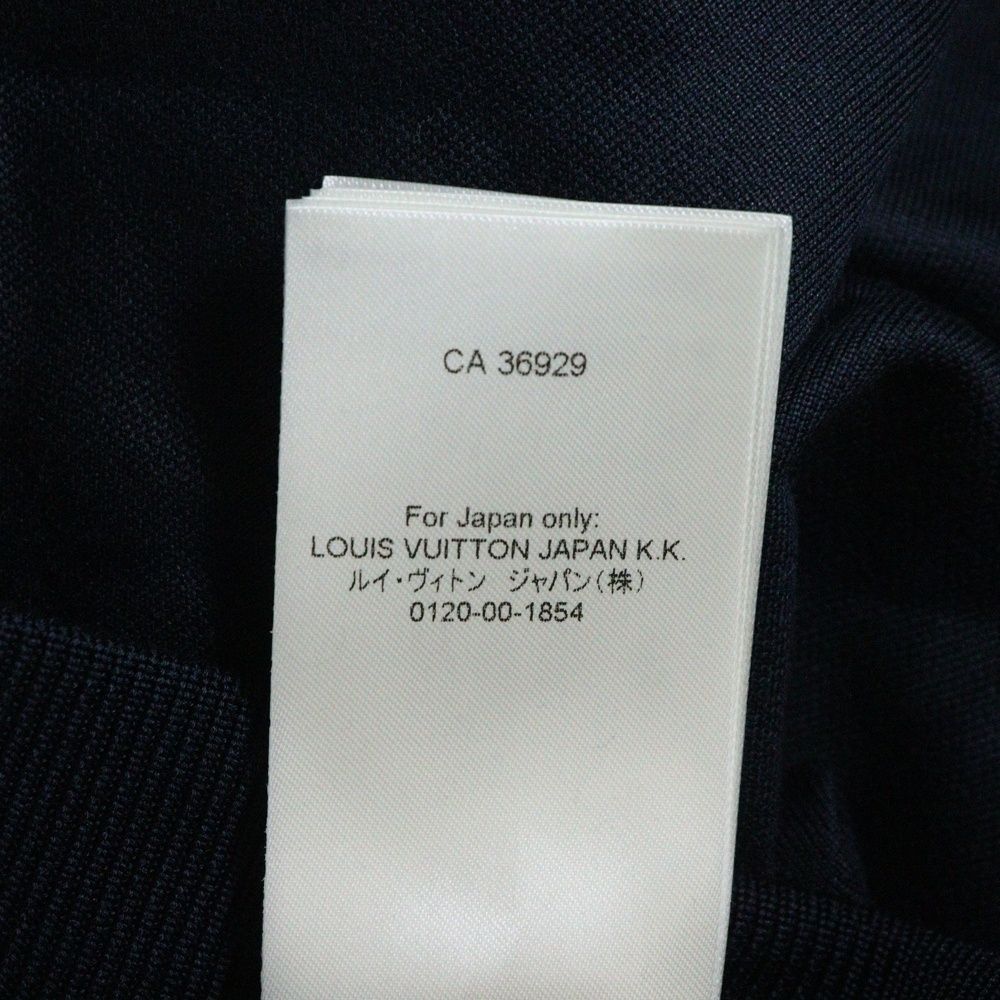 CA 36929
For Japan only:
LOUIS VUITTON JAPAN K.K.
ルイ・ヴィトン　ジャパン(株)
0120-00-1854